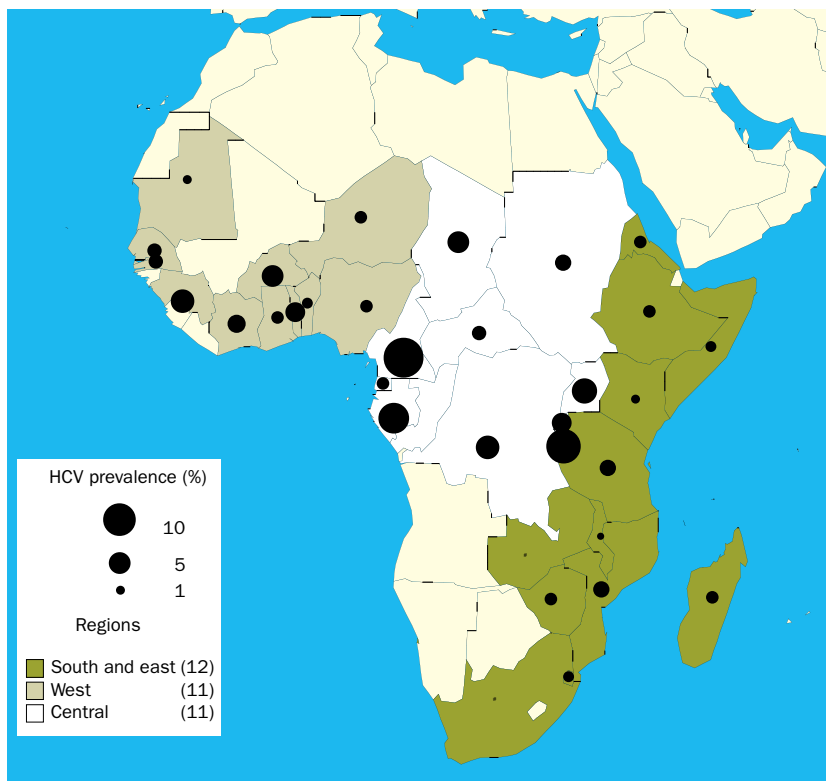 HCV prevalence (%)
10
5
1
Regions
South and east (12)
West (11)
Central (11)